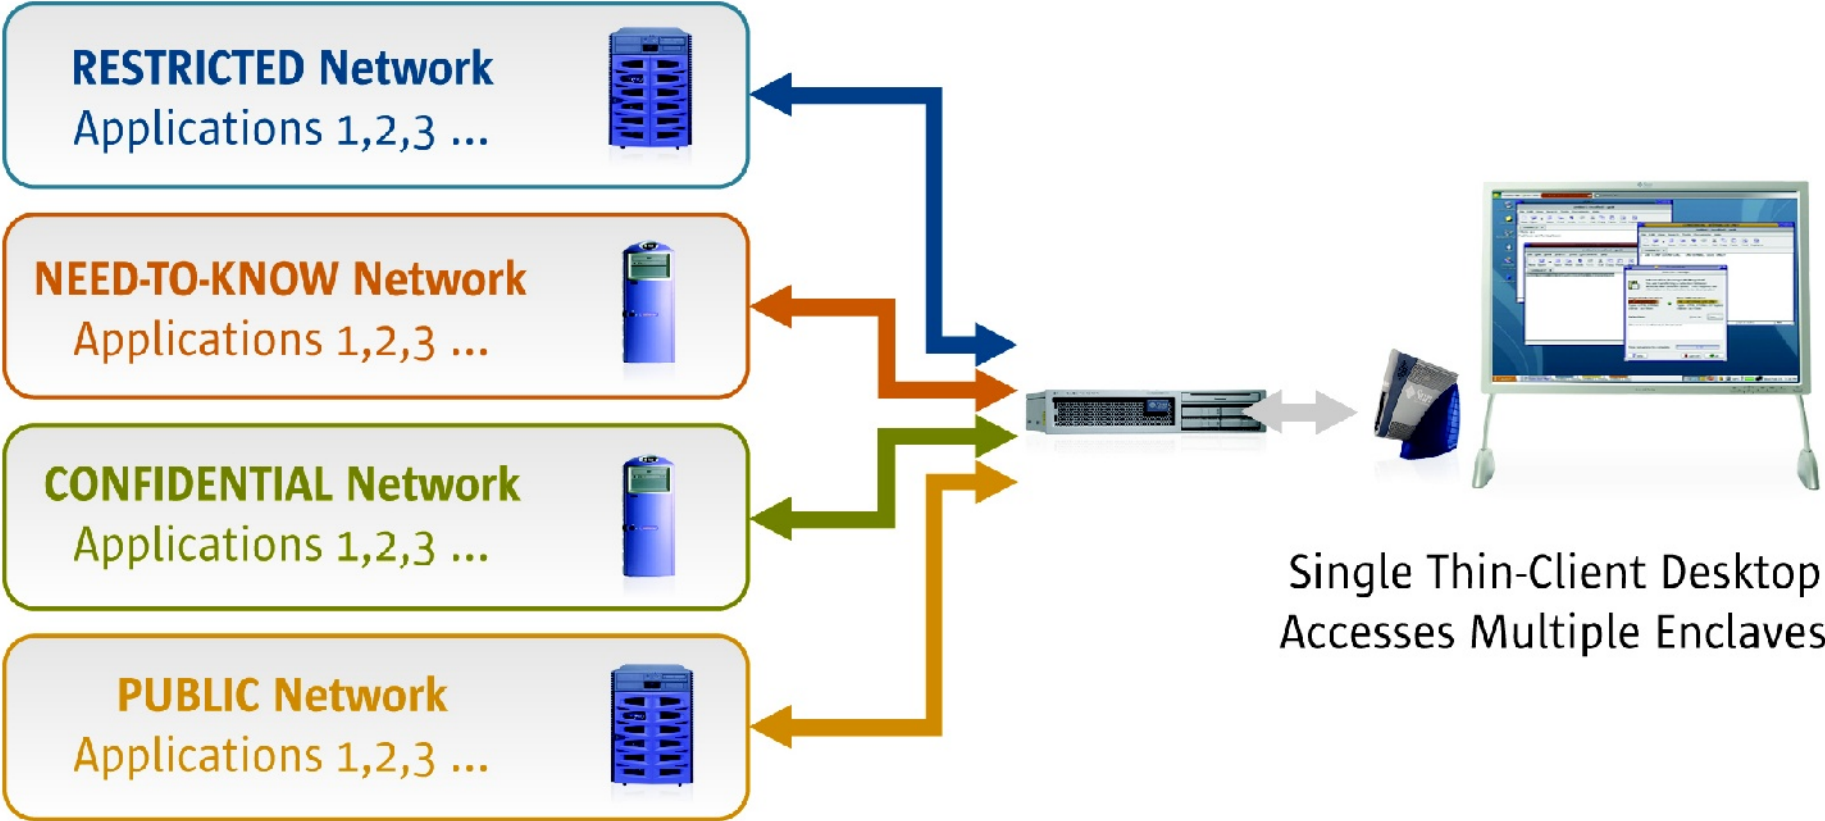 RESTRICTED Network
Applications 1,2,3 ...
NEED-TO-KNOW Network
Applications 1,2,3 ...
CONFIDENTIAL Network
Applications 1,2,3 ...
PUBLIC Network
Applications 1,2,3 ...
Single Thin-Client Desktop
Accesses Multiple Enclaves